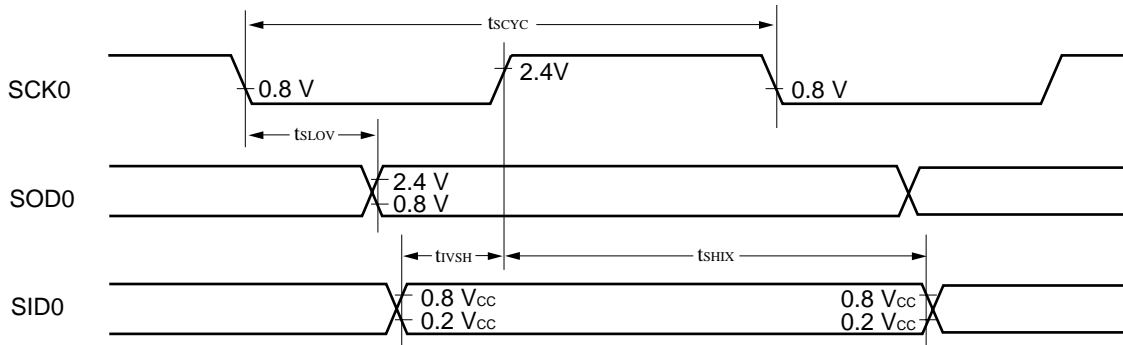 tSCYC
SCK0
0.8 V
2.4V
0.8 V
tSLOV
SOD0
2.4 V
0.8 V
tIVSH
tSHIX
SID0
0.8 VCC
0.2 VCC
0.8 VCC
0.2 VCC